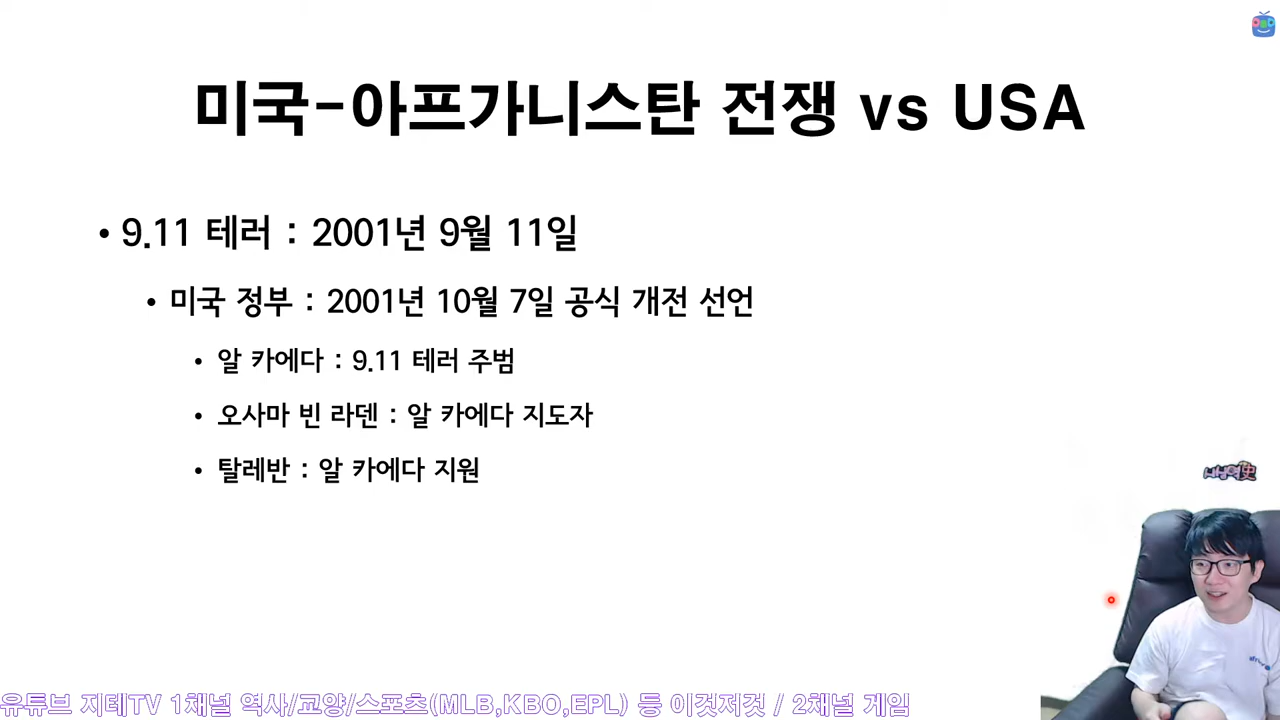 미국-아프가니스탄 전쟁 vs USA
• 9.11 테러 : 2001년 9월 11일
• 미국 정부 : 2001년 10월 7일 공식 개전 선언
• 알 카에다 : 9.11 테러 주범
• 오사마 빈 라덴 : 알 카에다 지도자
• 탈레반 : 알 카에다 지원
유튜브 지테TV 1채널 역사/교양/스포츠(MLB,KBO,EPL) 등 이것저것 / 2채널 게임